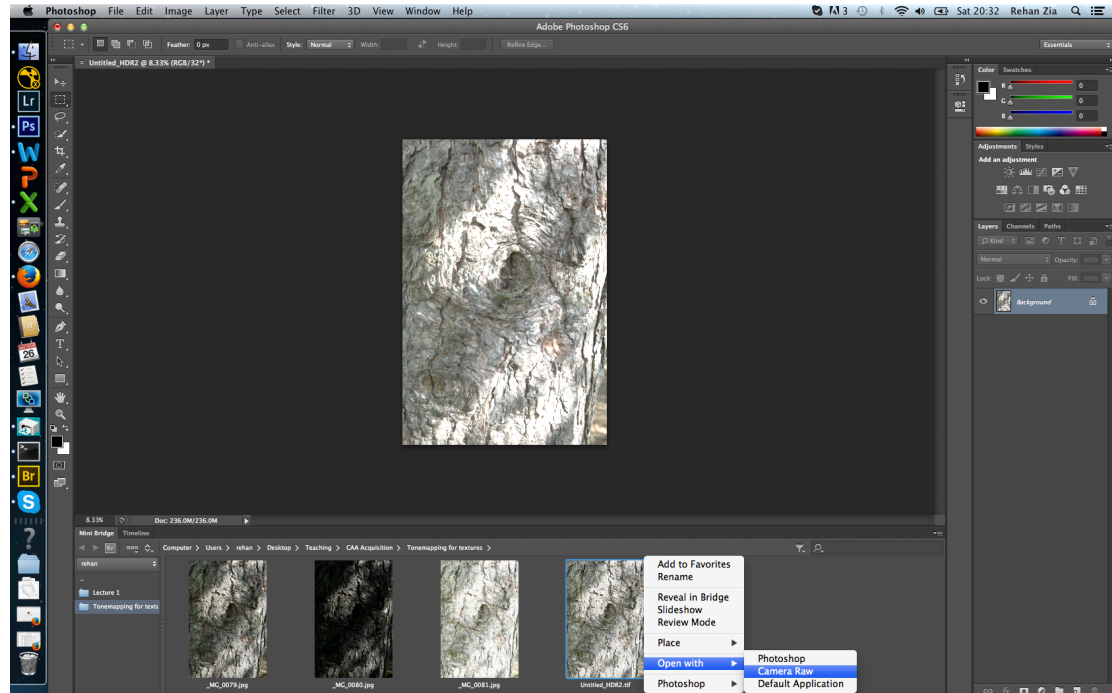 Photoshop File Edit Image Layer Type Select Filter 3D View Window Help 3 Sat 20:32 Rehan Zia
Adobe Photoshop CS6
Feather: 0 px Anti-alias Style: Normal Width: Height: Refine Edge... Essentials
× Untitled_HDR2 @ 8.33% (RGB/32*) *
Color Swatches
R 0
G 0
B 0
Adjustments Styles
Add an adjustment
Layers Channels Paths
Kind
Normal Opacity: 100%
Lock: Fill: 100%
Background
Lr
Ps
26
Br
8.33% Doc: 236.0M/236.0M
Mini Bridge Timeline
Br Computer > Users > rehan > Desktop > Teaching > CAA Acquisition > Tonemapping for textures >
rehan
Lecture 1
Tonemapping for textu
_MG_0079.jpg _MG_0080.jpg _MG_0081.jpg Untitled_HDR2.tif
Add to Favorites
Rename
Reveal in Bridge
Slideshow
Review Mode
Place
Open with
Photoshop
Photoshop
Camera Raw
Default Application